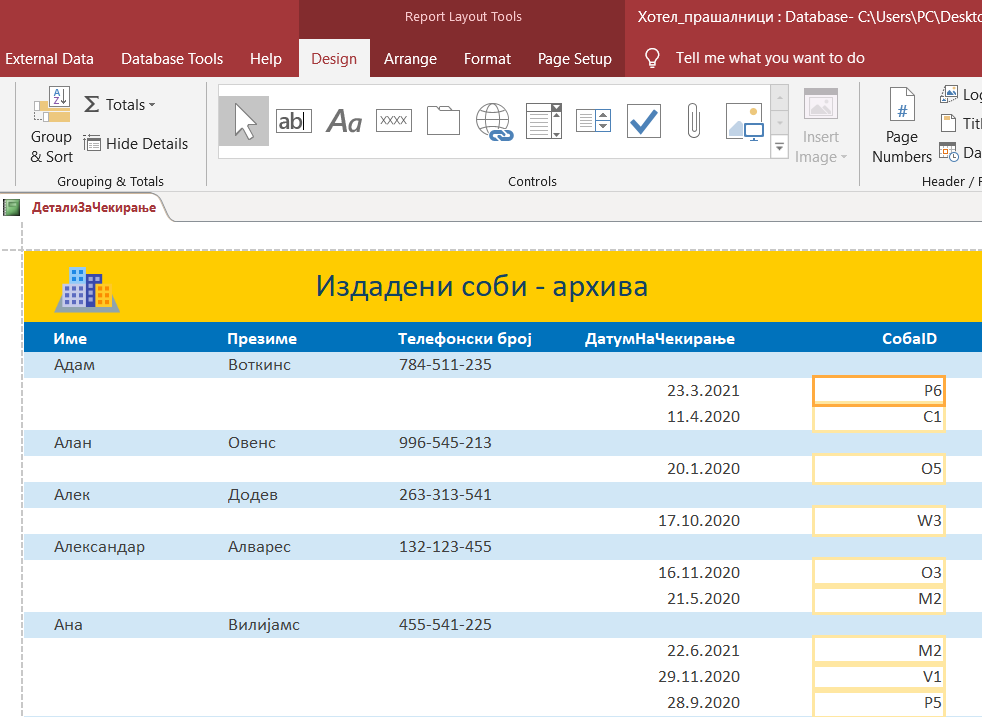 Report Layout Tools
Хотел_прашалници : Database- C:\Users\PC\Deskto
External Data Database Tools Help Design Arrange Format Page Setup Tell me what you want to do
Group & Sort
Totals
Hide Details
Grouping & Totals
ab
Aa
XXXX
Controls
Insert Image
Page Numbers
Log
Titl
Da
Header / F
ДеталиЗаЧекирање
Издадени соби - архива
Име Презиме Телефонски број ДатумНаЧекирање СобаID
Адам Воткинс 784-511-235
23.3.2021 P6
11.4.2020 C1
Алан Овенс 996-545-213
20.1.2020 O5
Алек Додев 263-313-541
17.10.2020 W3
Александар Алварес 132-123-455
16.11.2020 O3
21.5.2020 M2
Ана Вилијамс 455-541-225
22.6.2021 M2
29.11.2020 V1
28.9.2020 P5